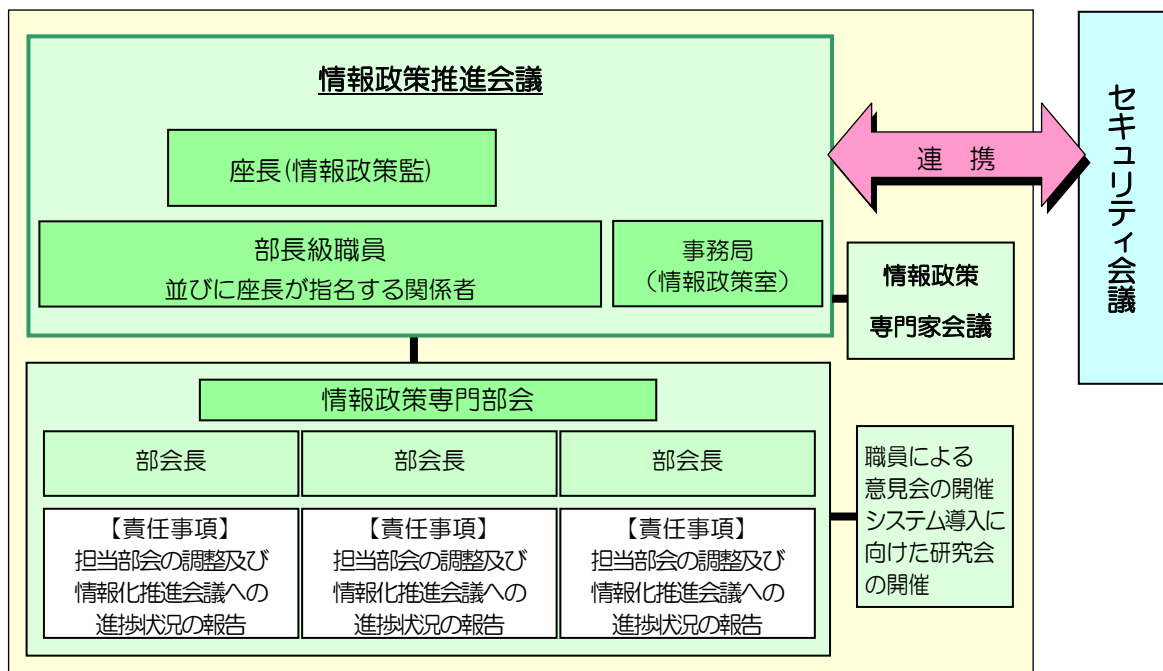 情報政策推進会議
座長(情報政策監)
部長級職員
並びに座長が指名する関係者
事務局
（情報政策室）
連　携
セキュリティ会議
情報政策
専門家会議
情報政策専門部会
部会長
部会長
部会長
【責任事項】
担当部会の調整及び
情報化推進会議への
進捗状況の報告
【責任事項】
担当部会の調整及び
情報化推進会議への
進捗状況の報告
【責任事項】
担当部会の調整及び
情報化推進会議への
進捗状況の報告
職員による
意見会の開催
システム導入に
向けた研究会
の開催